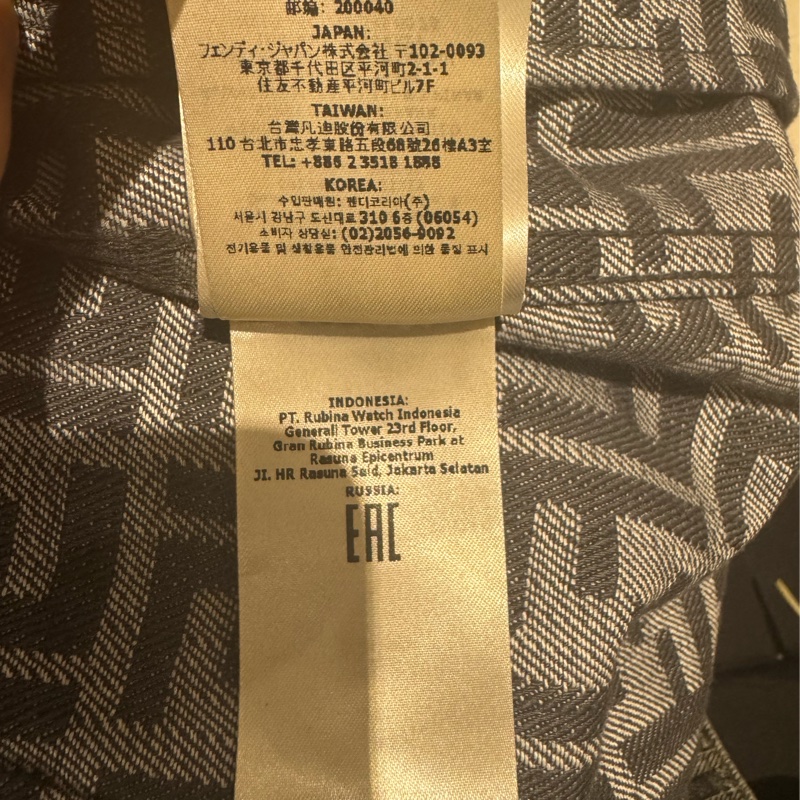 邮编: 200040
JAPAN:
フェンディ・ジャパン株式会社 〒102-0093
東京都千代田区平河町2-1-1
住友不動産平河町ビル7F
TAIWAN:
台灣凡迪股份有限公司
110 台北市忠孝東路五段68號26樓A3室
TEL: +886 2 3518 1888
KOREA:
수입판매원: 펜디코리아(주)
서울시 강남구 도산대로 310 6층 (06054)
소비자 상담실: (02)2056-9092
전기용품 및 생활용품 안전관리법에 의한 품질 표시
INDONESIA:
PT. Rubina Watch Indonesia
Generali Tower 23rd Floor,
Gran Rubina Business Park at
Rasuna Epicentrum
JI. HR Rasuna Said, Jakarta Selatan
RUSSIA:
EAC